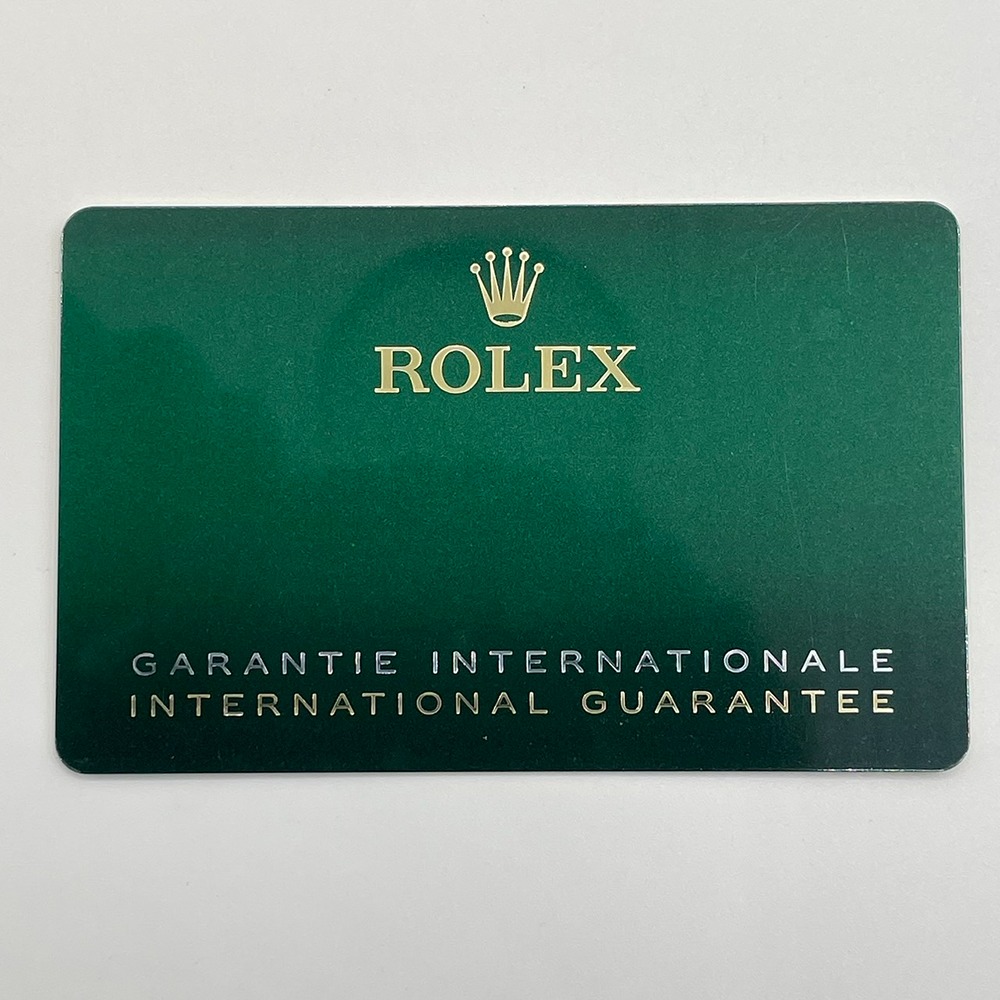 ROLEX
GARANTIE INTERNATIONALE
INTERNATIONAL GUARANTEE